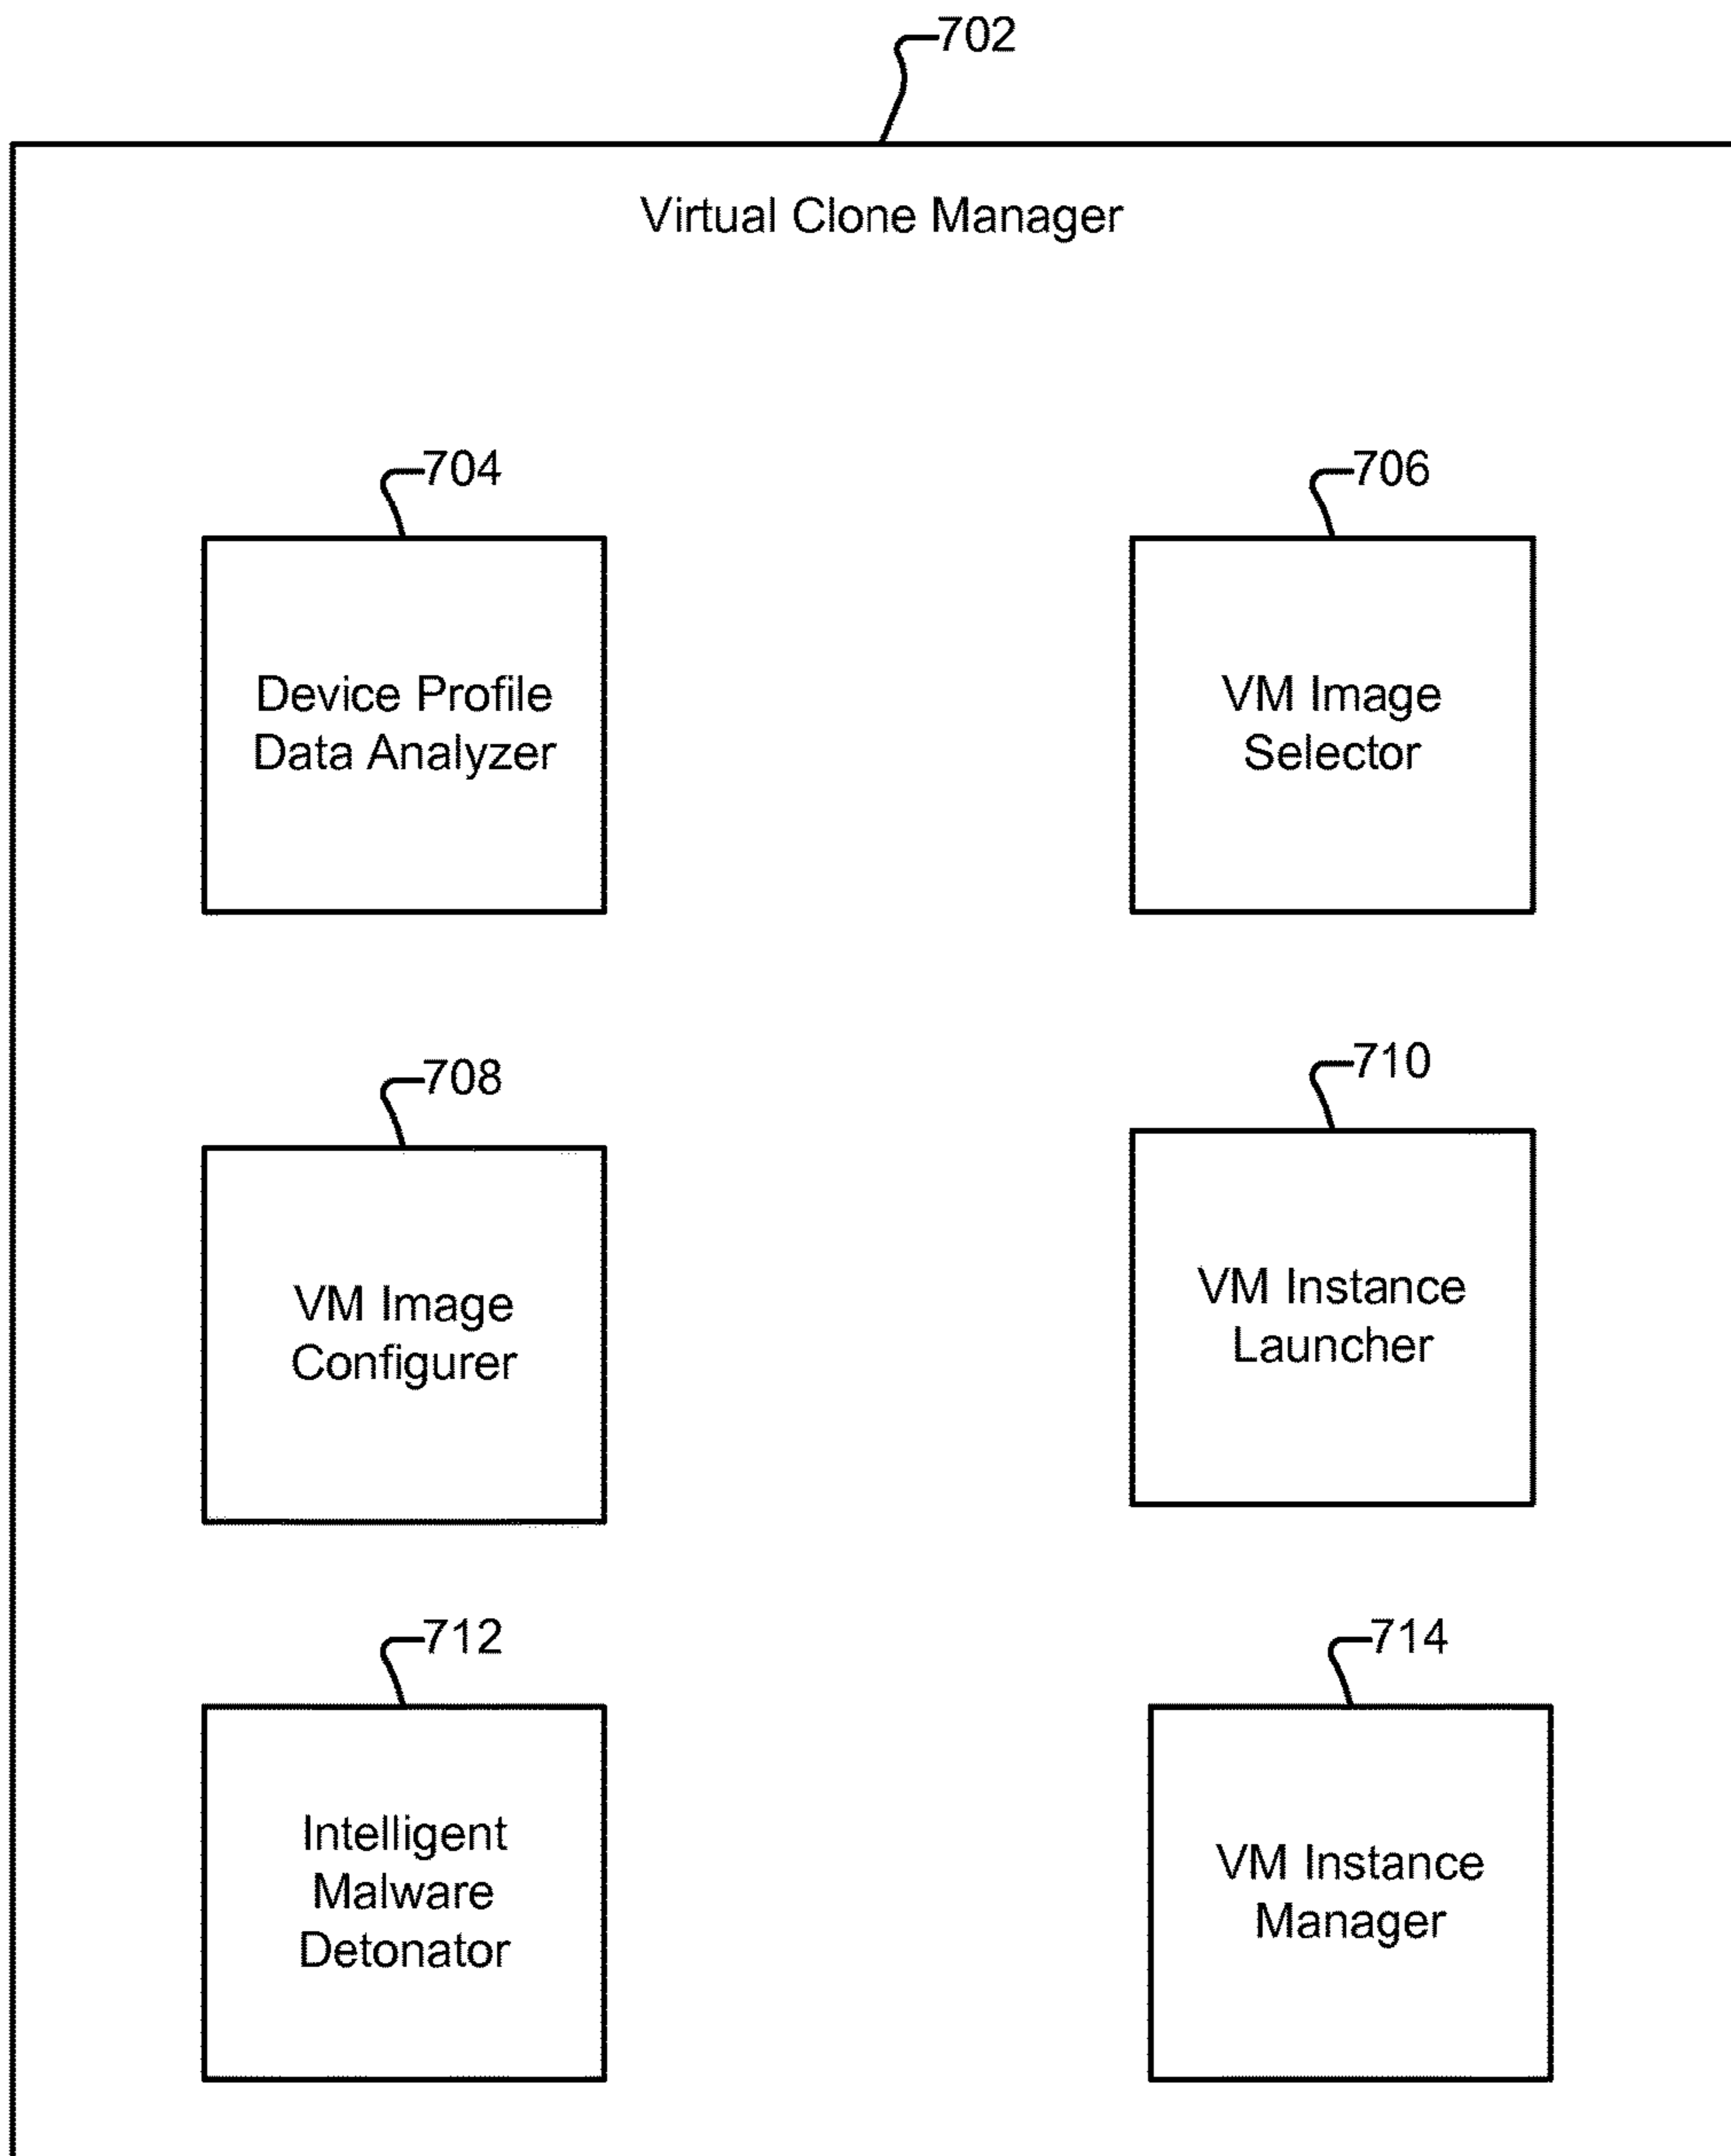 702
Virtual Clone Manager
704
706
Device Profile
Data Analyzer
VM Image
Selector
708
710
VM Image
Configurer
VM Instance
Launcher
712
714
Intelligent
Malware
Detonator
VM Instance
Manager